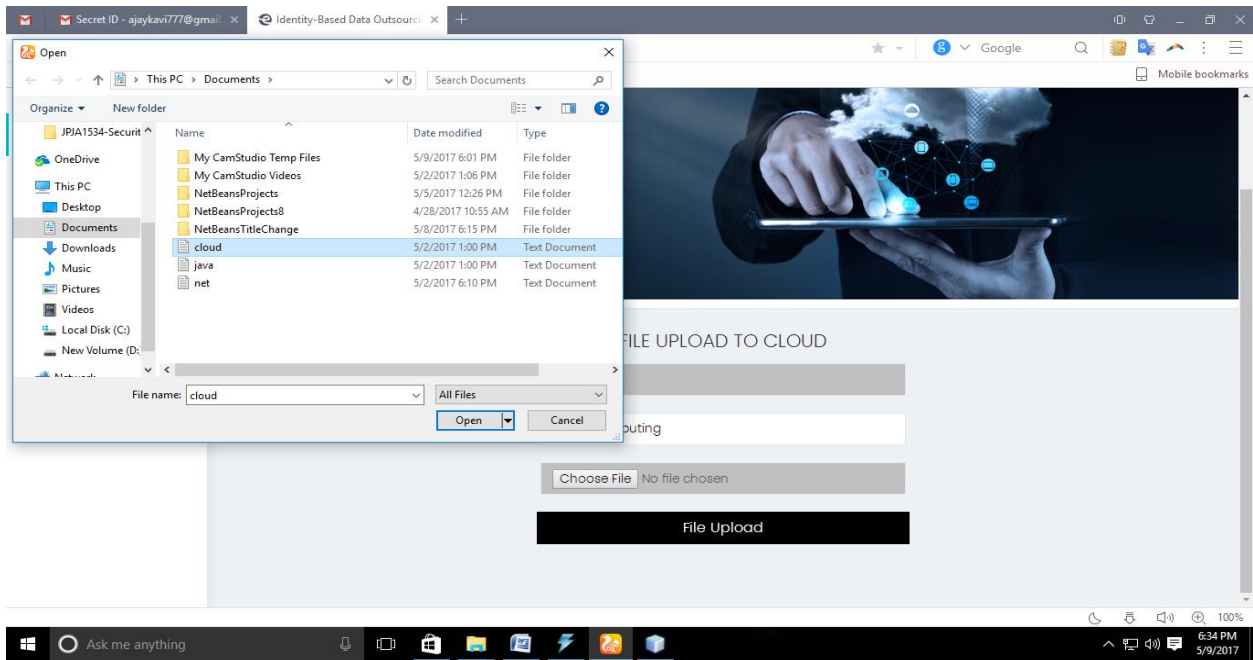 Secret ID - ajaykavi777@gmail
Identity-Based Data Outsourci
Open
This PC > Documents >
Search Documents
Google
Mobile bookmarks
Organize
New folder
Name
Date modified
Type
JPJA1534-Securit
OneDrive
This PC
Desktop
Documents
Downloads
Music
Pictures
Videos
Local Disk (C:)
New Volume (D:
Network
My CamStudio Temp Files 5/9/2017 6:01 PM File folder
My CamStudio Videos 5/2/2017 1:06 PM File folder
NetBeansProjects 5/5/2017 12:26 PM File folder
NetBeansProjects8 4/28/2017 10:55 AM File folder
NetBeansTitleChange 5/8/2017 6:15 PM File folder
cloud 5/2/2017 1:00 PM Text Document
java 5/2/2017 1:00 PM Text Document
net 5/2/2017 6:10 PM Text Document
File name: cloud
All Files
Open
Cancel
FILE UPLOAD TO CLOUD
outing
Choose File No file chosen
File Upload
100%
Ask me anything
6:34 PM
5/9/2017